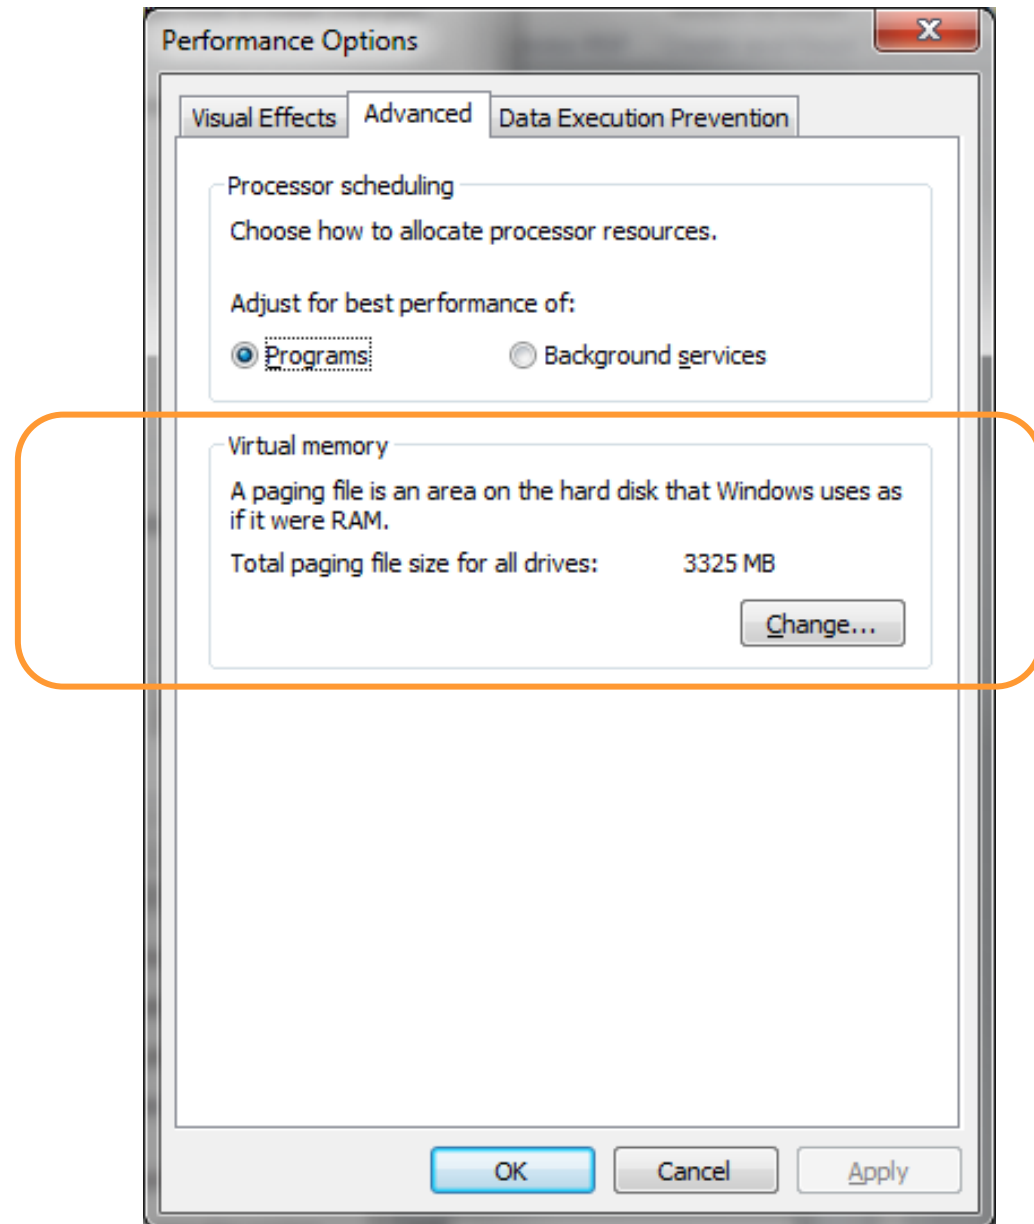 Performance Options
x
Visual Effects Advanced Data Execution Prevention
Processor scheduling
Choose how to allocate processor resources.
Adjust for best performance of:
Programs Background services
Virtual memory
A paging file is an area on the hard disk that Windows uses as
if it were RAM.
Total paging file size for all drives: 3325 MB
Change...
OK Cancel Apply